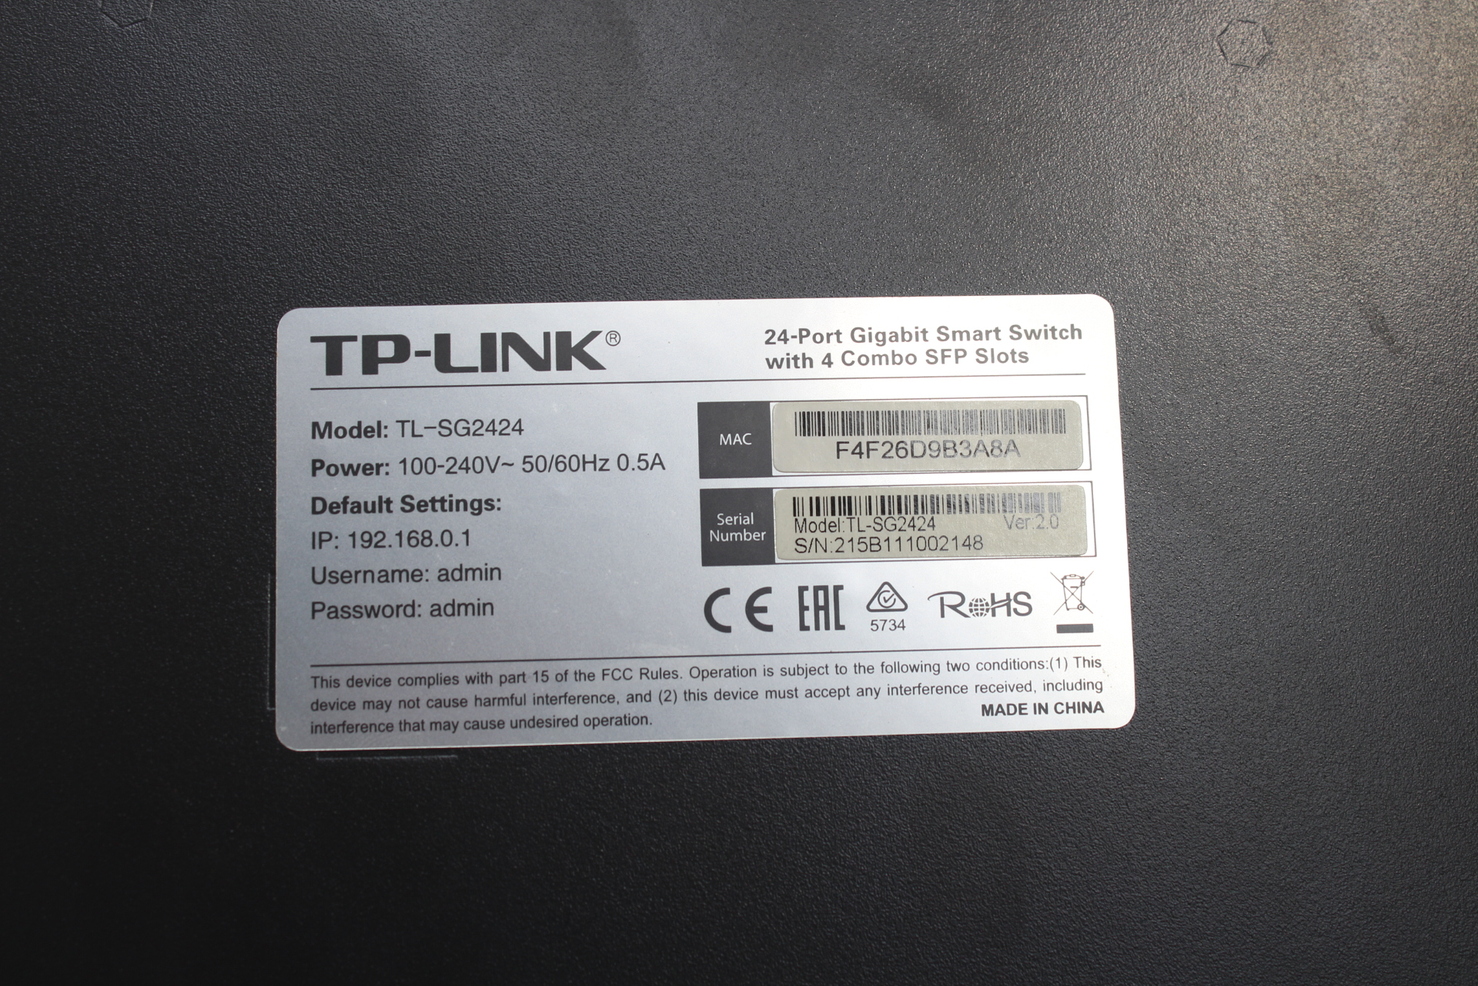 TP-LINK®
24-Port Gigabit Smart Switch
with 4 Combo SFP Slots
Model: TL-SG2424
Power: 100-240V~ 50/60Hz 0.5A
Default Settings:
IP: 192.168.0.1
Username: admin
Password: admin
MAC
F4F26D9B3A8A
Serial
Number
Model:TL-SG2424 Ver:2.0
S/N:215B111002148
CE EAC 5734 RoHS
This device complies with part 15 of the FCC Rules. Operation is subject to the following two conditions:(1) This
device may not cause harmful interference, and (2) this device must accept any interference received, including
interference that may cause undesired operation.
MADE IN CHINA